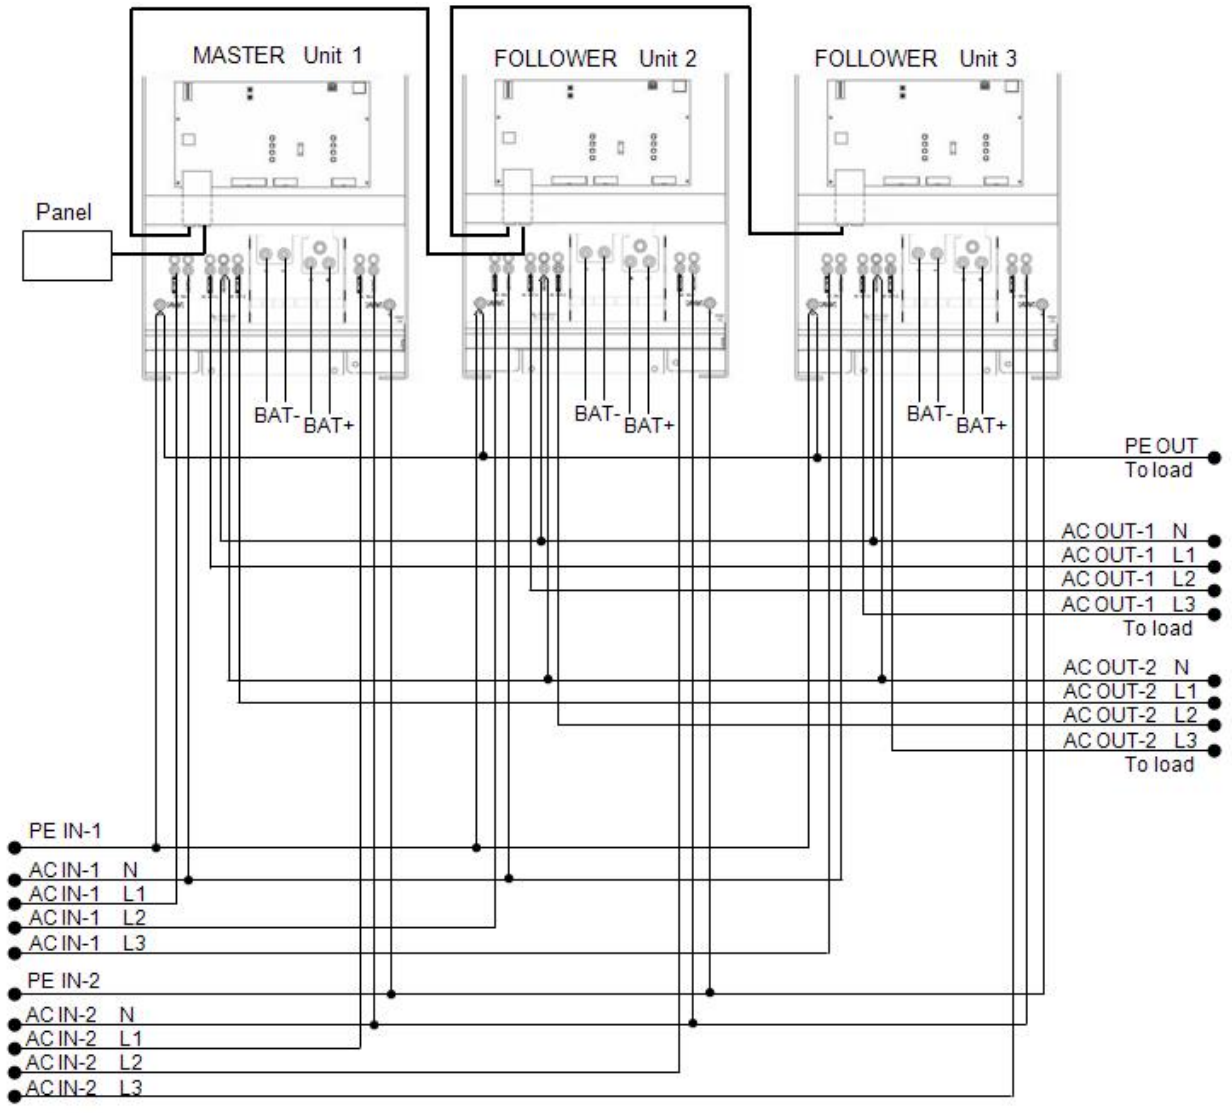 MASTER Unit 1
FOLLOWER Unit 2
FOLLOWER Unit 3
Panel
BAT-
BAT+
BAT-
BAT+
BAT-
BAT+
PE OUT
To load
AC OUT-1 N
AC OUT-1 L1
AC OUT-1 L2
AC OUT-1 L3
To load
AC OUT-2 N
AC OUT-2 L1
AC OUT-2 L2
AC OUT-2 L3
To load
PE IN-1
AC IN-1 N
AC IN-1 L1
AC IN-1 L2
AC IN-1 L3
PE IN-2
AC IN-2 N
AC IN-2 L1
AC IN-2 L2
AC IN-2 L3